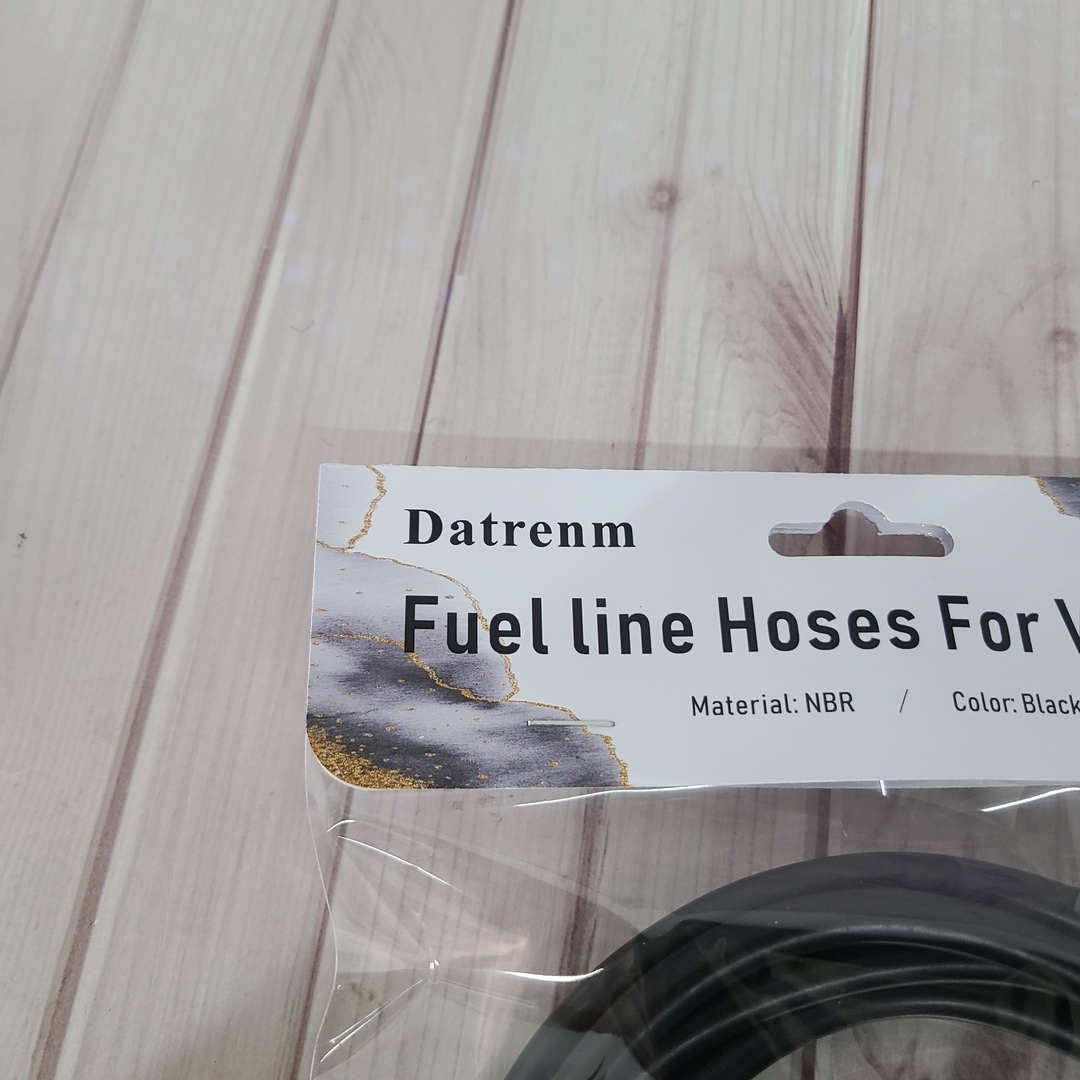 Datrenm
Fuel line Hoses For
Material: NBR / Color: Black